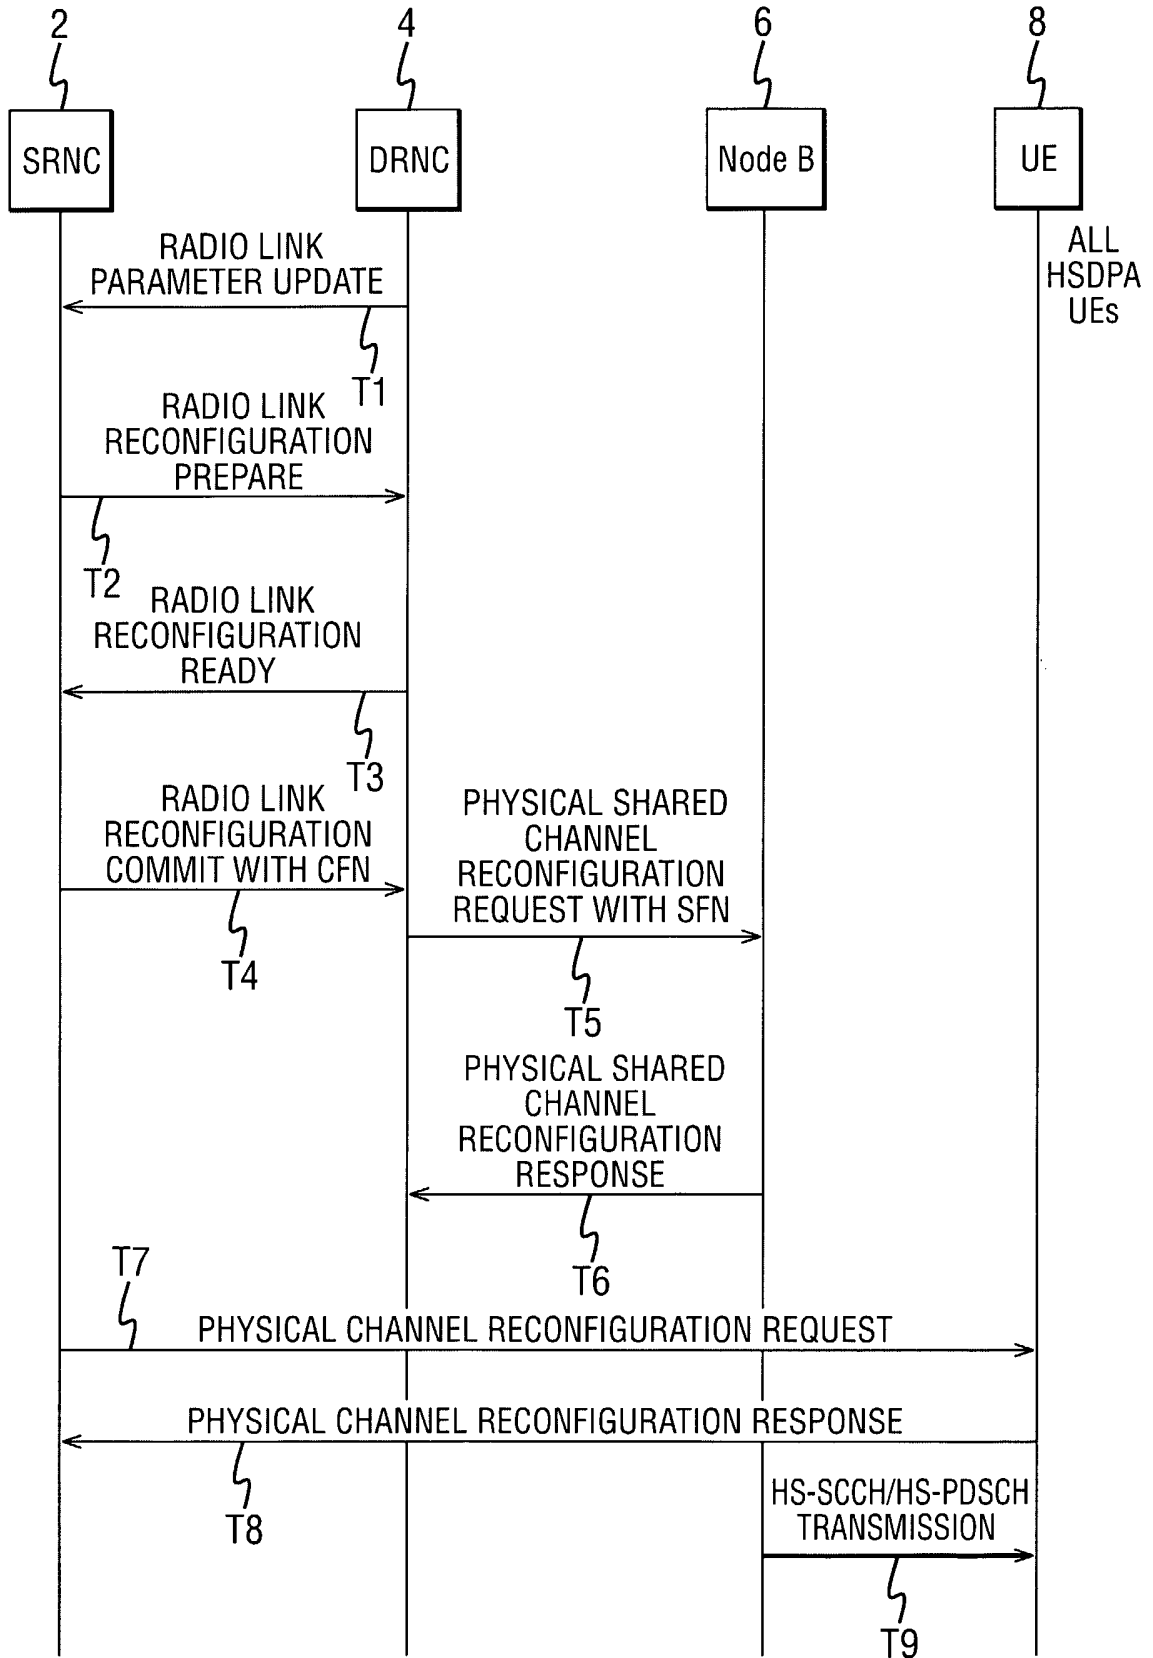 2
4
6
8
SRNC
DRNC
Node B
UE
ALL
HSDPA
UEs
RADIO LINK
PARAMETER UPDATE
T1
RADIO LINK
RECONFIGURATION
PREPARE
T2
RADIO LINK
RECONFIGURATION
READY
T3
RADIO LINK
RECONFIGURATION
COMMIT WITH CFN
T4
PHYSICAL SHARED
CHANNEL
RECONFIGURATION
REQUEST WITH SFN
T5
PHYSICAL SHARED
CHANNEL
RECONFIGURATION
RESPONSE
T6
T7
PHYSICAL CHANNEL RECONFIGURATION REQUEST
PHYSICAL CHANNEL RECONFIGURATION RESPONSE
T8
HS-SCCH/HS-PDSCH
TRANSMISSION
T9